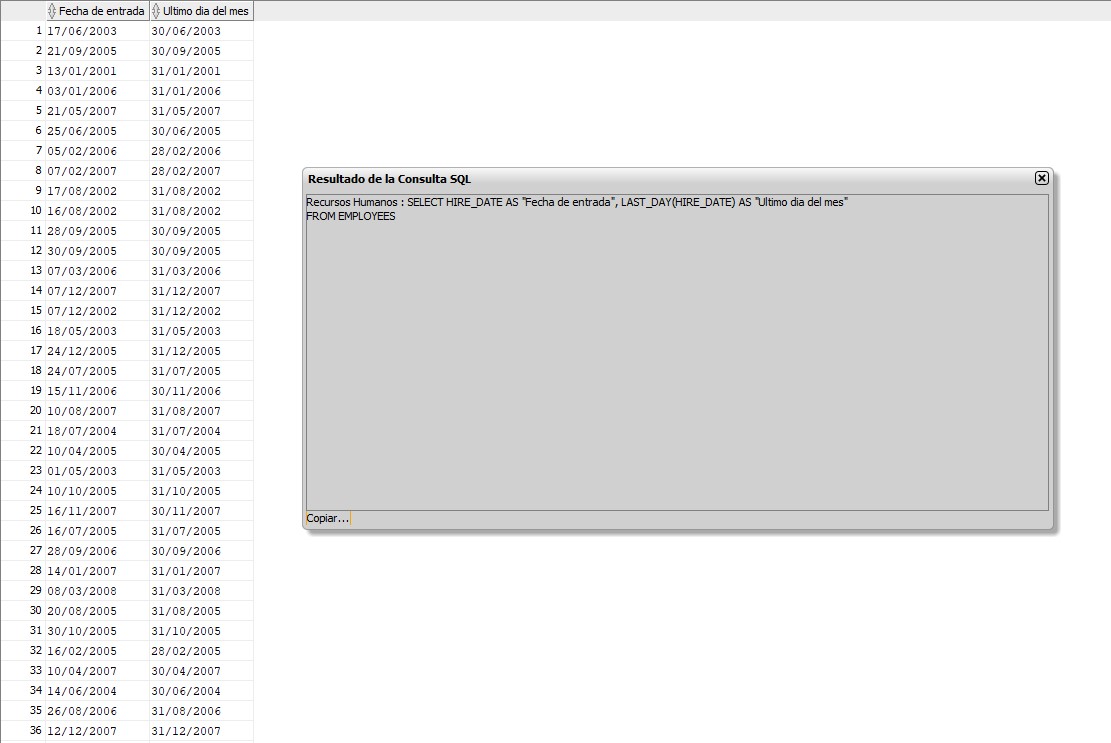 Fecha de entrada Ultimo dia del mes
1 17/06/2003 30/06/2003
2 21/09/2005 30/09/2005
3 13/01/2001 31/01/2001
4 03/01/2006 31/01/2006
5 21/05/2007 31/05/2007
6 25/06/2005 30/06/2005
7 05/02/2006 28/02/2006
8 07/02/2007 28/02/2007
9 17/08/2002 31/08/2002
10 16/08/2002 31/08/2002
11 28/09/2005 30/09/2005
12 30/09/2005 30/09/2005
13 07/03/2006 31/03/2006
14 07/12/2007 31/12/2007
15 07/12/2002 31/12/2002
16 18/05/2003 31/05/2003
17 24/12/2005 31/12/2005
18 24/07/2005 31/07/2005
19 15/11/2006 30/11/2006
20 10/08/2007 31/08/2007
21 18/07/2004 31/07/2004
22 10/04/2005 30/04/2005
23 01/05/2003 31/05/2003
24 10/10/2005 31/10/2005
25 16/11/2007 30/11/2007
26 16/07/2005 31/07/2005
27 28/09/2006 30/09/2006
28 14/01/2007 31/01/2007
29 08/03/2008 31/03/2008
30 20/08/2005 31/08/2005
31 30/10/2005 31/10/2005
32 16/02/2005 28/02/2005
33 10/04/2007 30/04/2007
34 14/06/2004 30/06/2004
35 26/08/2006 31/08/2006
36 12/12/2007 31/12/2007
Resultado de la Consulta SQL
Recursos Humanos : SELECT HIRE_DATE AS "Fecha de entrada", LAST_DAY(HIRE_DATE) AS "Ultimo dia del mes"
FROM EMPLOYEES
Copiar...